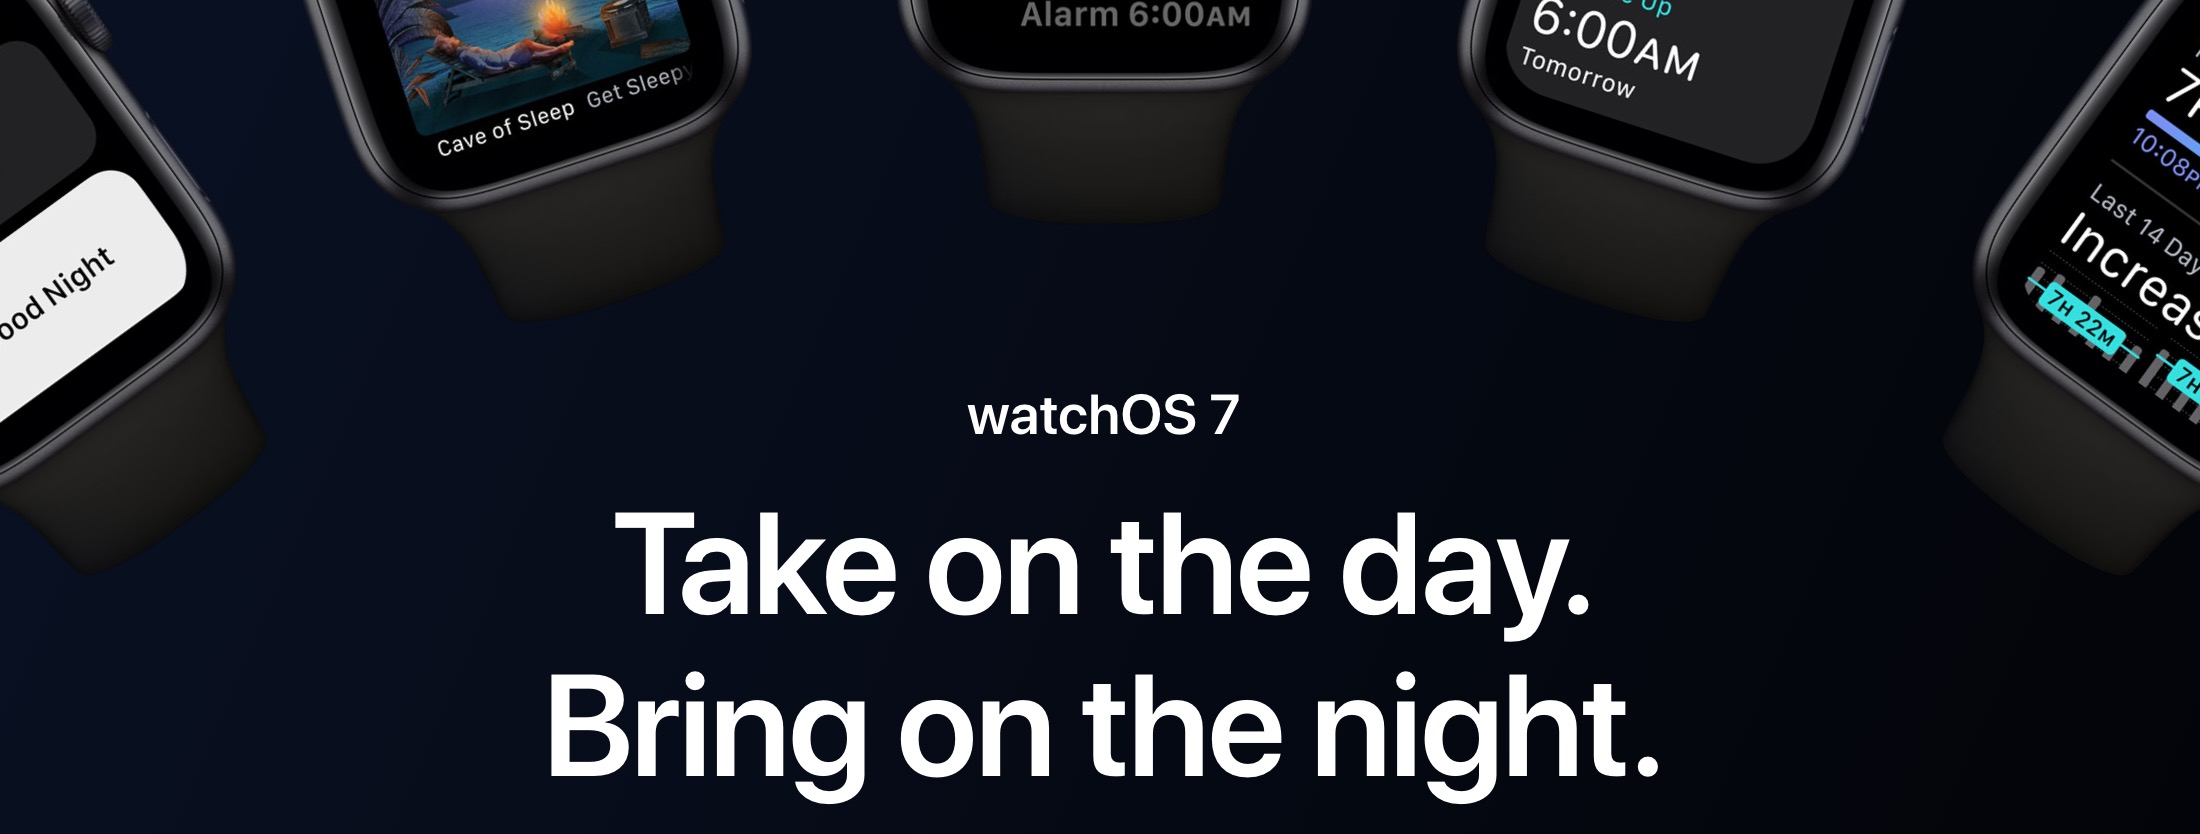 Alarm 6:00AM
6:00AM
Tomorrow
Cave of Sleep Get Sleepy
10:08P
Last 14 Day
Increas
Night
7H 22M
watchOS 7
Take on the day.
Bring on the night.